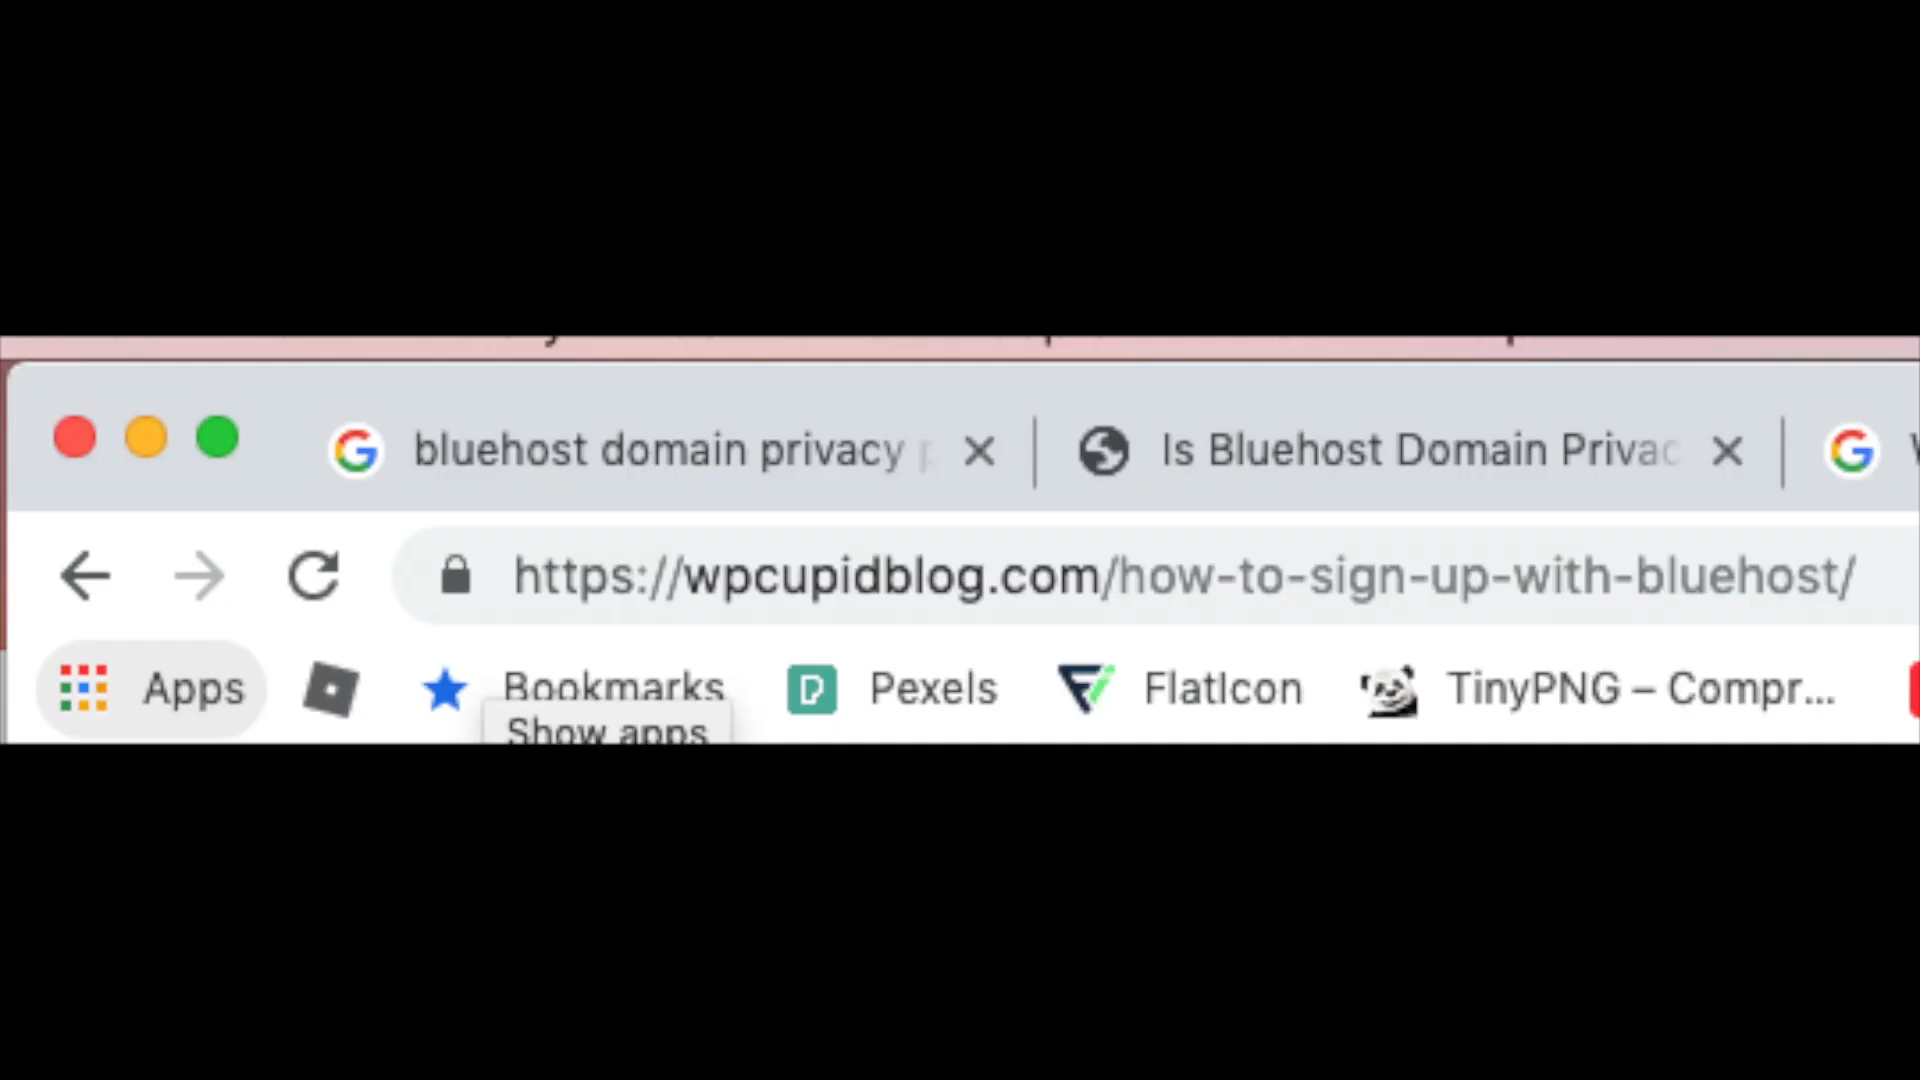 bluehost domain privacy
Is Bluehost Domain Privac
https://wpcupidblog.com/how-to-sign-up-with-bluehost/
Apps Bookmarks Pexels FlatIcon TinyPNG – Compr...
Show apps